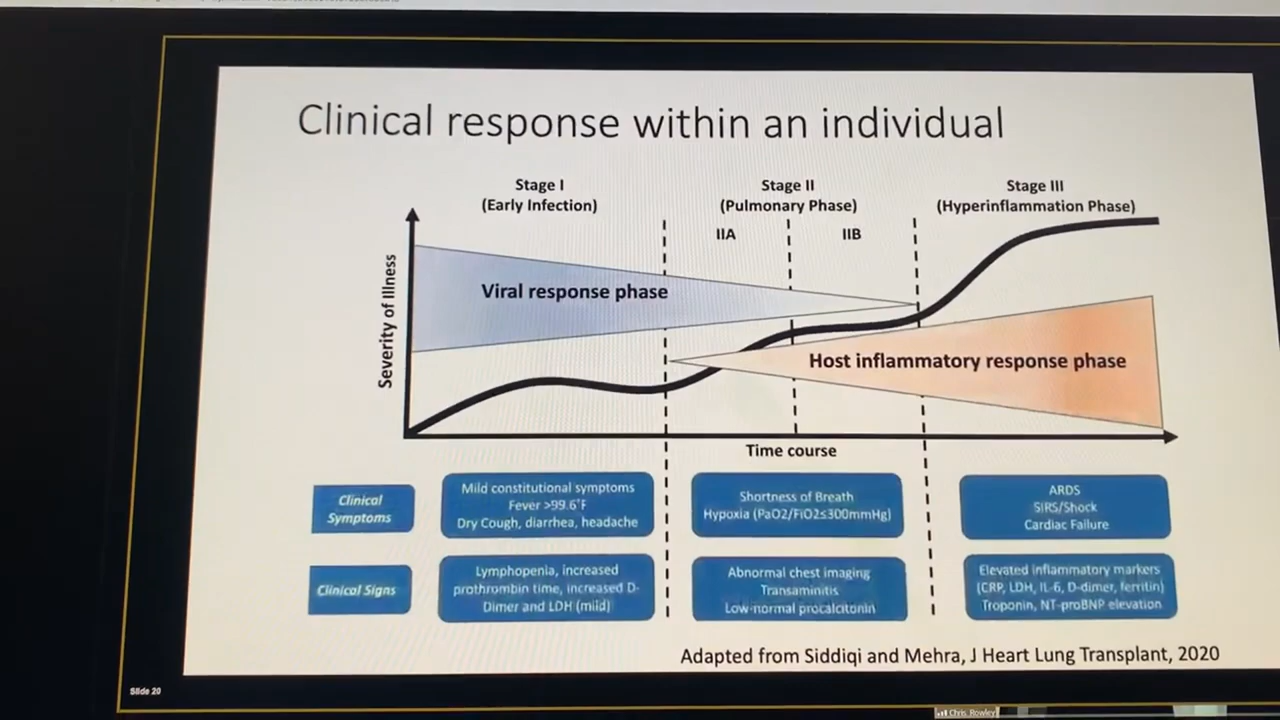 Clinical response within an individual
Stage I
(Early Infection)
Stage II
(Pulmonary Phase)
Stage III
(Hyperinflammation Phase)
IIA
IIB
Severity of Illness
Viral response phase
Host inflammatory response phase
Time course
Clinical
Symptoms
Mild constitutional symptoms
Fever >99.6°F
Dry Cough, diarrhea, headache
Shortness of Breath
Hypoxia (PaO2/FiO2≤300mmHg)
ARDS
SIRS/Shock
Cardiac Failure
Clinical Signs
Lymphopenia, increased
prothrombin time, increased D-
Dimer and LDH (mild)
Abnormal chest imaging
Transaminitis
Low-normal procalcitonin
Elevated inflammatory markers
(CRP, LDH, IL-6, D-dimer, ferritin)
Troponin, NT-proBNP elevation
Adapted from Siddiqi and Mehra, J Heart Lung Transplant, 2020
Slide 20
Chris Rowley